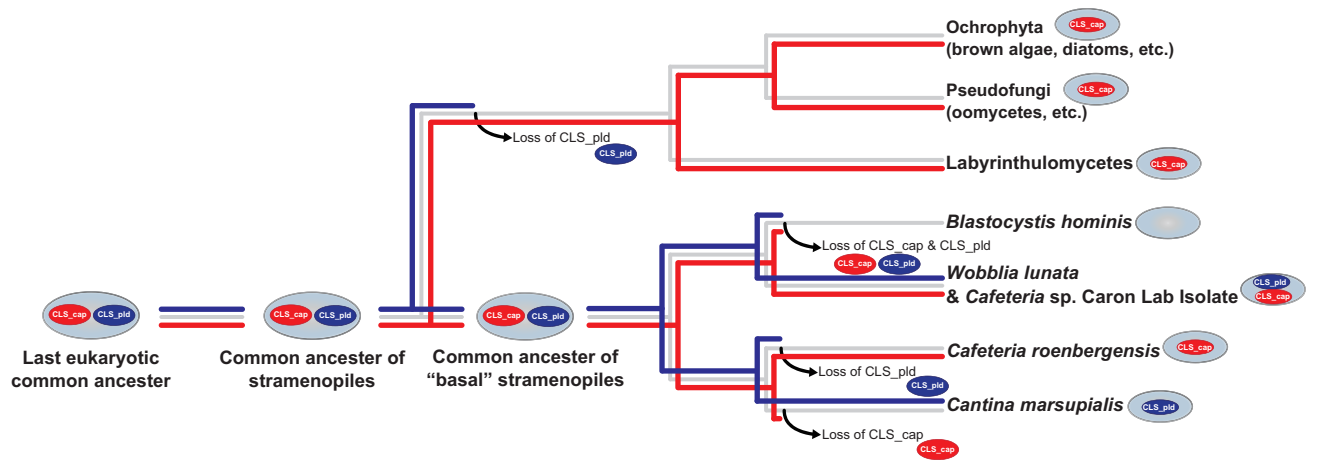 Ochrophyta CLS_cap
(brown algae, diatoms, etc.)
Pseudofungi CLS_cap
(oomycetes, etc.)
Loss of CLS_pld
CLS_pld
Labyrinthulomycetes CLS_cap
Blastocystis hominis
Loss of CLS_cap & CLS_pld
CLS_cap CLS_pld
Wobblia lunata
& Cafeteria sp. Caron Lab Isolate
CLS_pld
CLS_cap
CLS_cap CLS_pld
Last eukaryotic
common ancester
CLS_cap CLS_pld
Common ancester of
stramenopiles
CLS_cap CLS_pld
Common ancester of
“basal” stramenopiles
Cafeteria roenbergensis CLS_cap
Loss of CLS_pld
CLS_pld
Cantina marsupialis CLS_pld
Loss of CLS_cap
CLS_cap